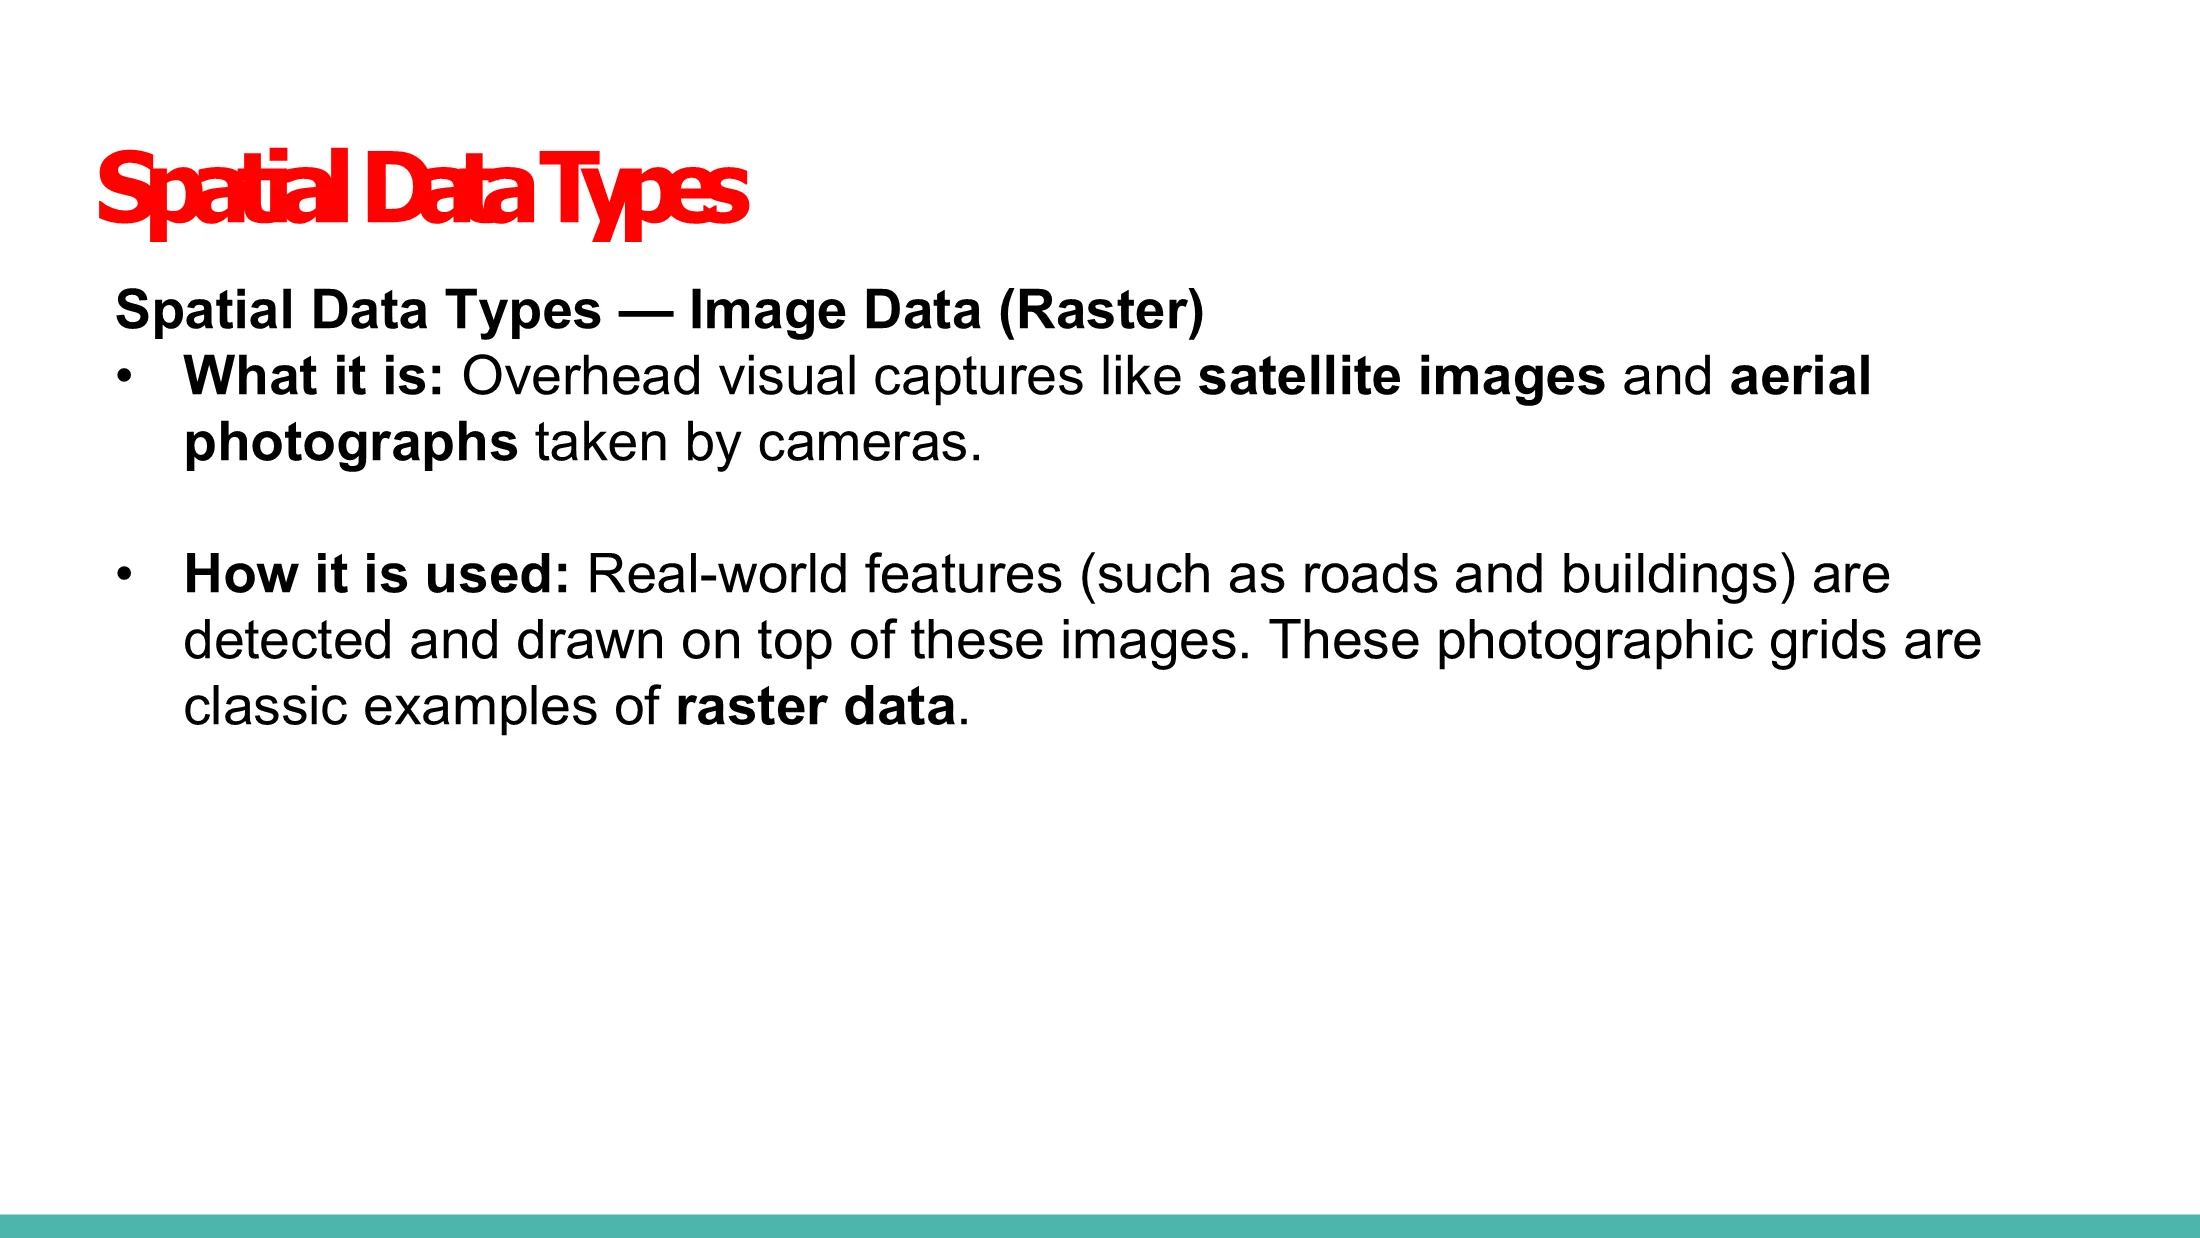 Spatial Data Types
Spatial Data Types — Image Data (Raster)
• What it is: Overhead visual captures like satellite images and aerial
photographs taken by cameras.
• How it is used: Real-world features (such as roads and buildings) are
detected and drawn on top of these images. These photographic grids are
classic examples of raster data.